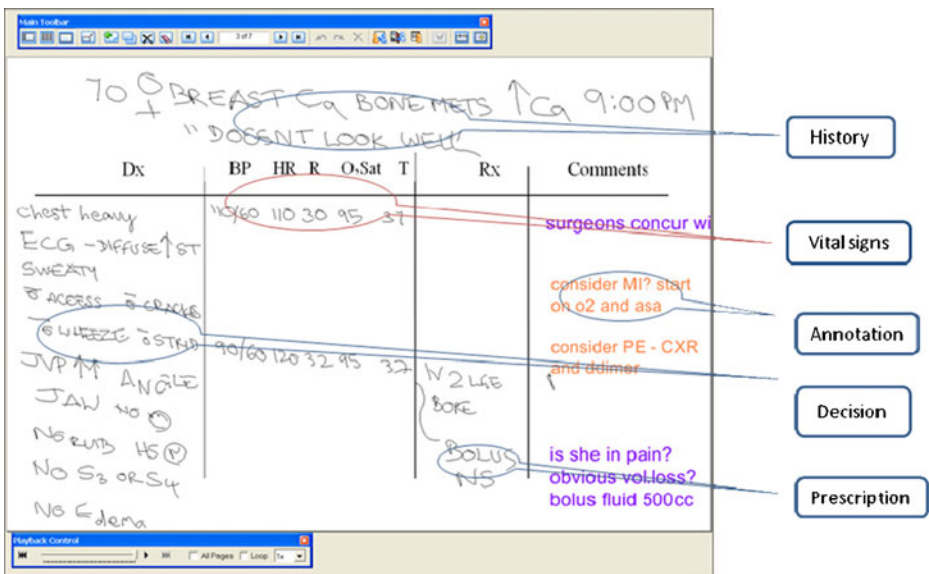 Main Toolbar
3 of 7
70 ♀ BREAST Ca BONE METS ↑ Ca 9:00 PM
"DOESNT LOOK WELL"
Dx BP HR R O₂Sat T Rx Comments
chest heavy 110/60 110 30 95 37 surgeons concur wi
ECG - DIFFUSE ↑ ST
SWEATY
consider MI? start
on o2 and asa
ACCESS CRACKS
WHEEZE STRID
90/60 120 32 95 37
consider PE - CXR
and ddimer
JVP ↑↑ ANGLE
IV 2 LGE
BORE
JAW NO
NO RUB HS N
NO S3 OR S4
NO Edema
BOLUS
NS
is she in pain?
obvious vol.loss?
bolus fluid 500cc
History
Vital signs
Annotation
Decision
Prescription
Playback Control
All Pages Loop 1x